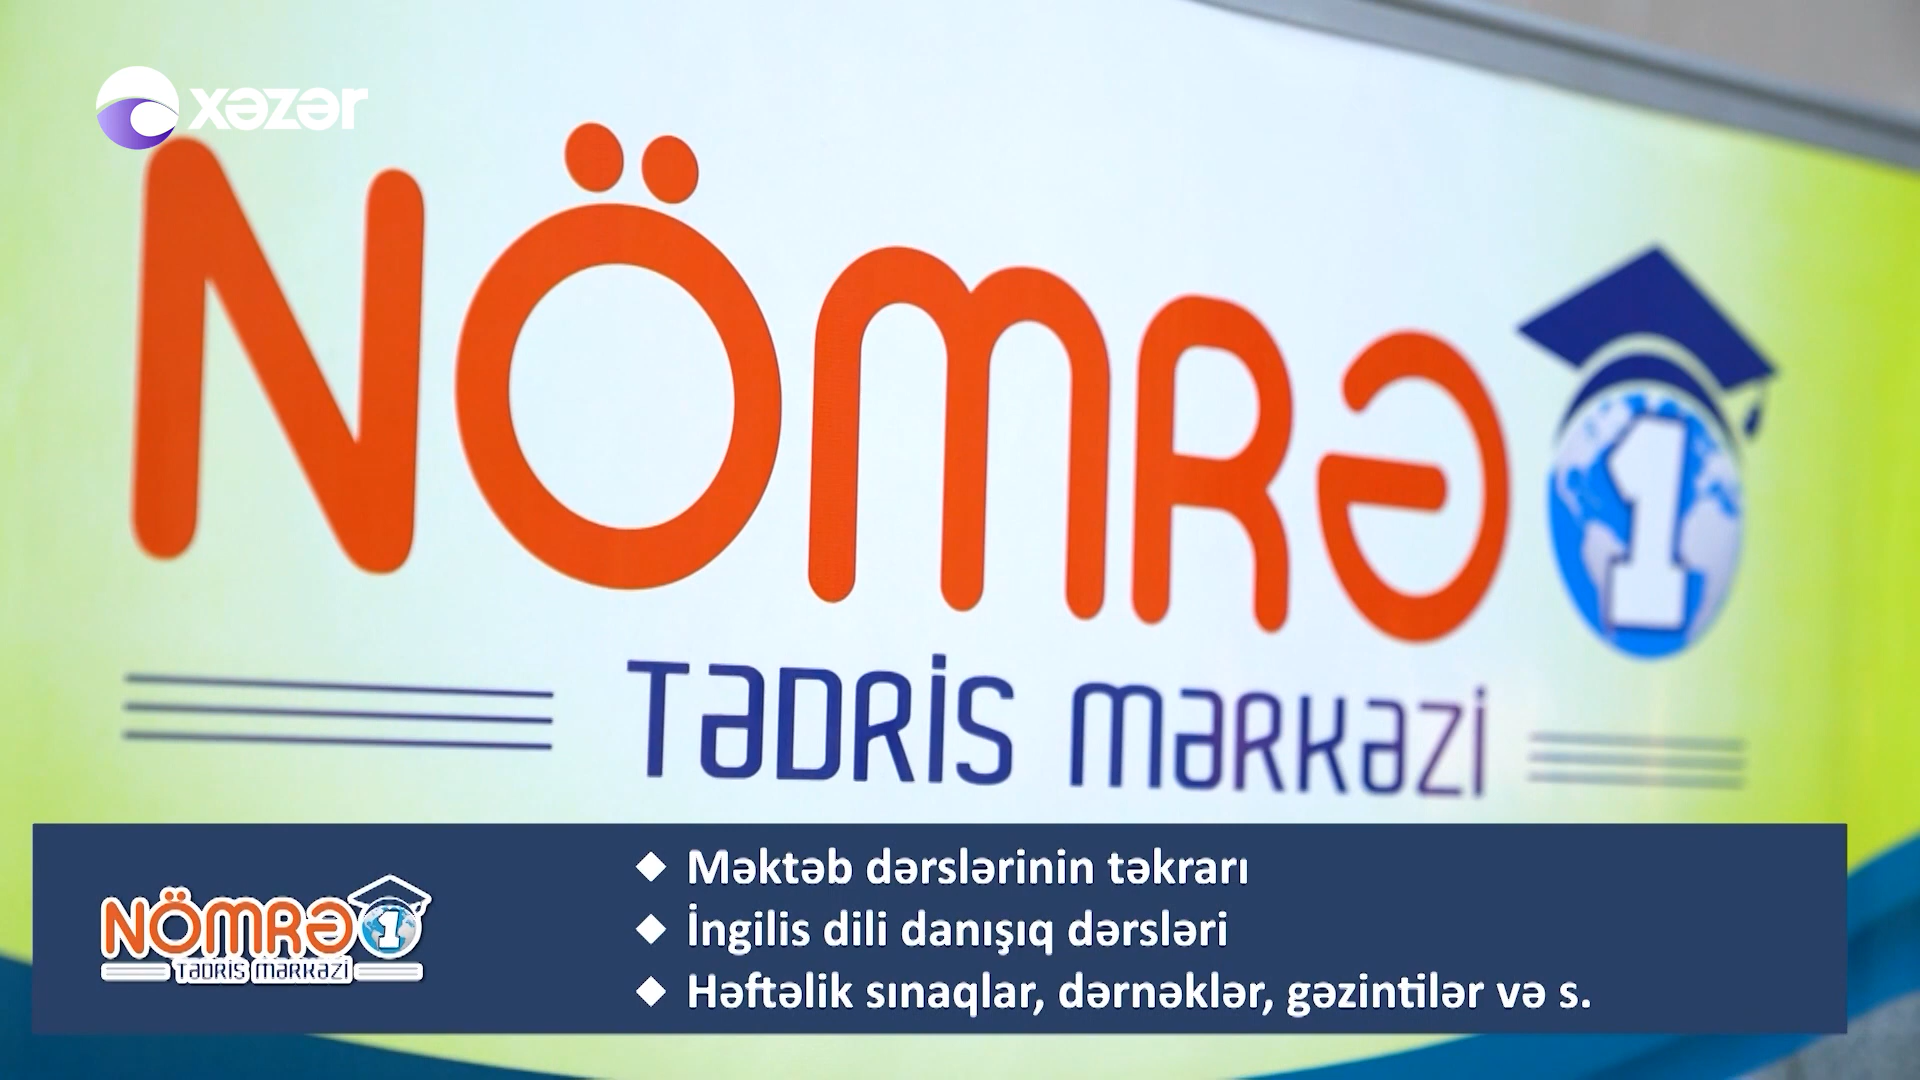 xəzər
NÖMRƏ 1
TƏDRİS MƏRKƏZİ
NÖMRƏ 1
TƏDRİS MƏRKƏZİ
Məktəb dərslərinin təkrarı
İngilis dili danışıq dərsləri
Həftəlik sınaqlar, dərnəklər, gəzintilər və s.